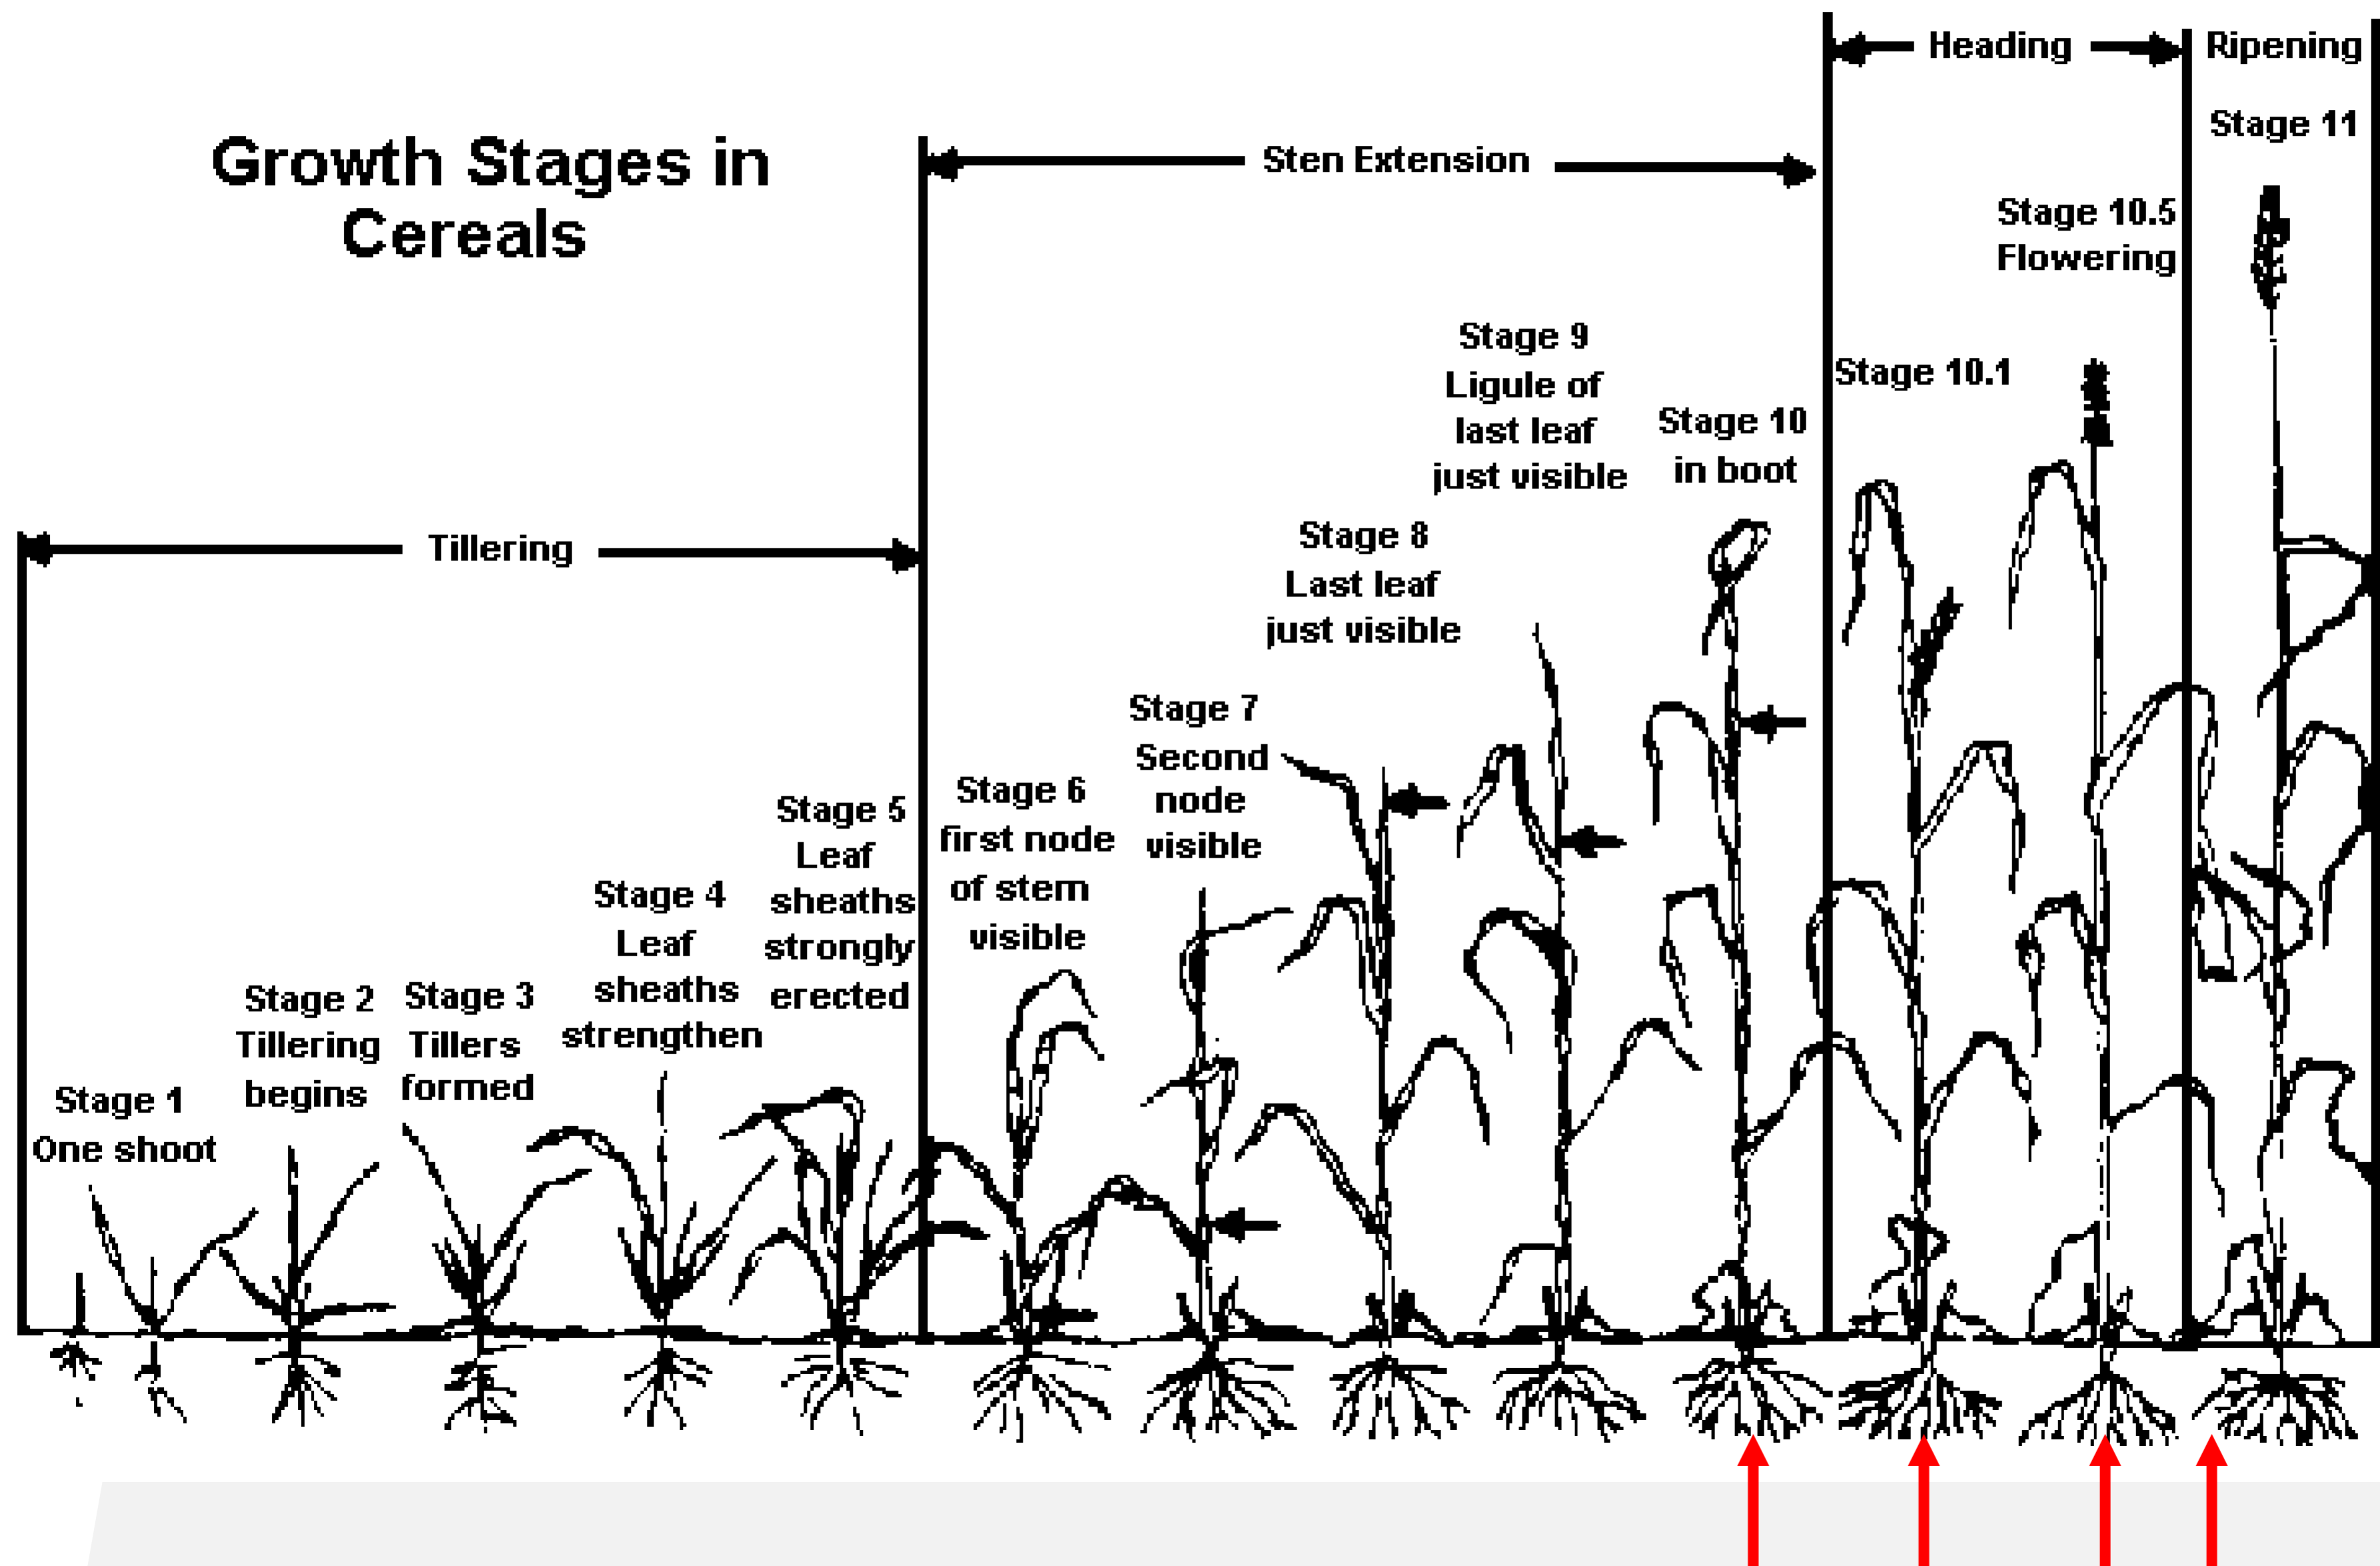 Growth Stages in
Cereals
Tillering
Sten Extension
Heading
Ripening
Stage 1
One shoot
Stage 2
Tillering
begins
Stage 3
Tillers
formed
Stage 4
Leaf
sheaths
strengthen
Stage 5
Leaf
sheaths
strongly
erected
Stage 6
first node
of stem
visible
Stage 7
Second
node
visible
Stage 8
Last leaf
just visible
Stage 9
Ligule of
last leaf
just visible
Stage 10
in boot
Stage 10.1
Stage 10.5
Flowering
Stage 11